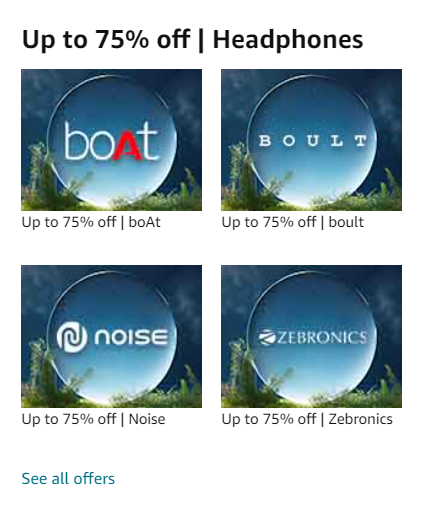 Up to 75% off | Headphones
boAt
BOULT
Up to 75% off | boAt
Up to 75% off | boult
NOISE
ZEBRONICS
Up to 75% off | Noise
Up to 75% off | Zebronics
See all offers